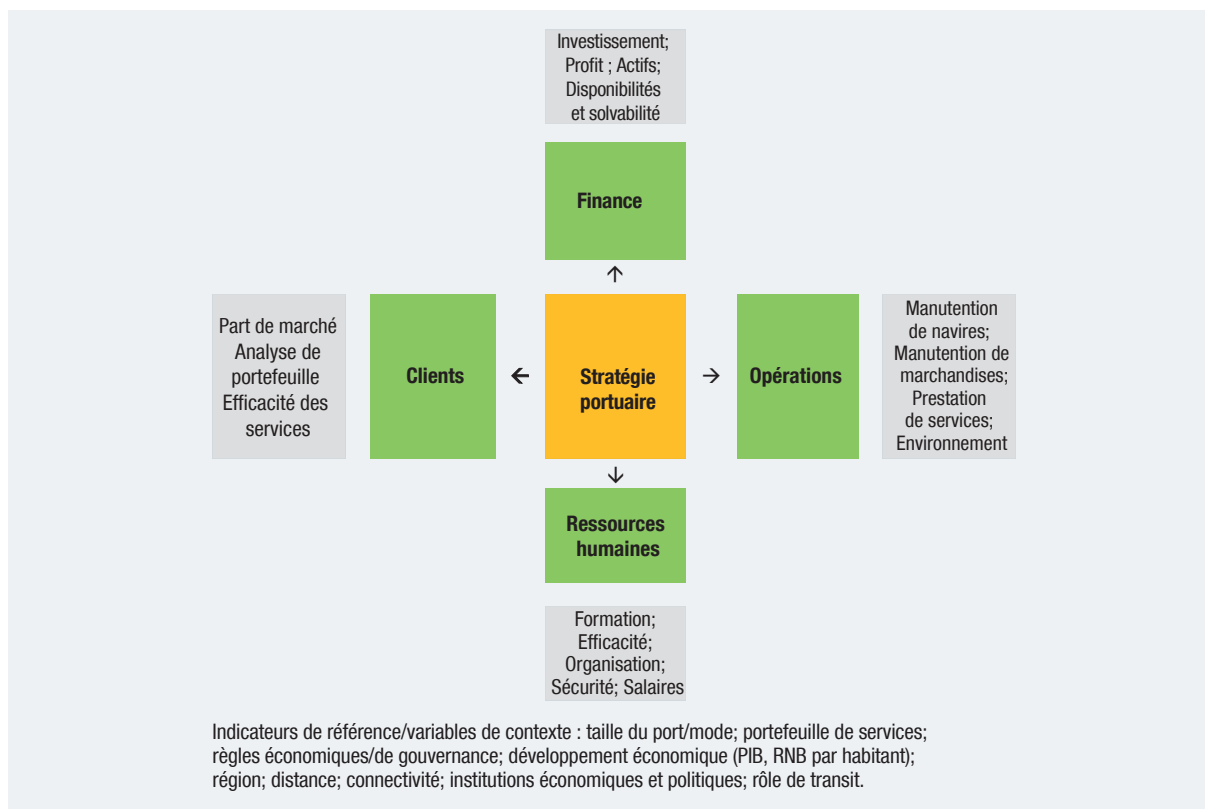 Investissement;
Profit ; Actifs;
Disponibilités
et solvabilité
Finance
↑
Part de marché
Analyse de
portefeuille
Efficacité des
services
Clients
←
Stratégie
portuaire
→
Opérations
Manutention
de navires;
Manutention de
marchandises;
Prestation
de services;
Environnement
↓
Ressources
humaines
Formation;
Efficacité;
Organisation;
Sécurité; Salaires
Indicateurs de référence/variables de contexte : taille du port/mode; portefeuille de services;
règles économiques/de gouvernance; développement économique (PIB, RNB par habitant);
région; distance; connectivité; institutions économiques et politiques; rôle de transit.